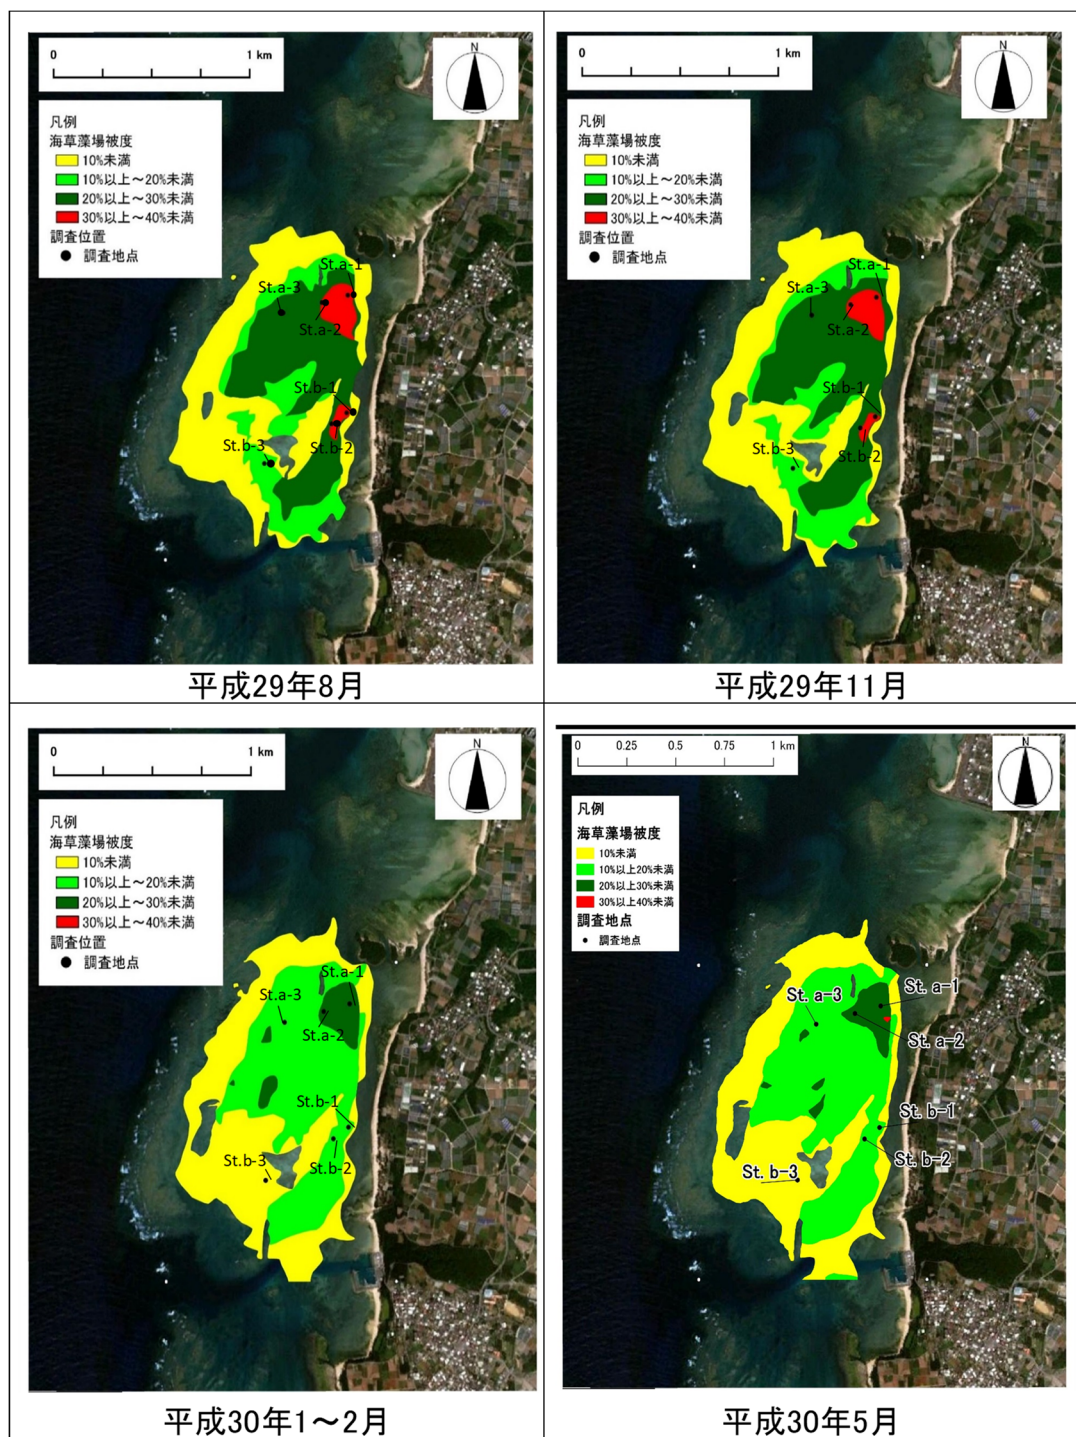 0 1 km
N
凡例
海草藻場被度
10%未満
10%以上～20%未満
20%以上～30%未満
30%以上～40%未満
調査位置
調査地点
St.a-1
St.a-3
St.a-2
St.b-1
St.b-3
St.b-2
平成29年8月
0 1 km
N
凡例
海草藻場被度
10%未満
10%以上～20%未満
20%以上～30%未満
30%以上～40%未満
調査位置
調査地点
St.a-1
St.a-3
St.a-2
St.b-1
St.b-3
St.b-2
平成29年11月
0 1 km
N
凡例
海草藻場被度
10%未満
10%以上～20%未満
20%以上～30%未満
30%以上～40%未満
調査位置
調査地点
St.a-1
St.a-3
St.a-2
St.b-1
St.b-3
St.b-2
平成30年1～2月
0 0.25 0.5 0.75 1 km
N
凡例
海草藻場被度
10%未満
10%以上20%未満
20%以上30%未満
30%以上40%未満
調査地点
調査地点
St. a-1
St. a-3
St. a-2
St. b-1
St. b-2
St. b-3
平成30年5月